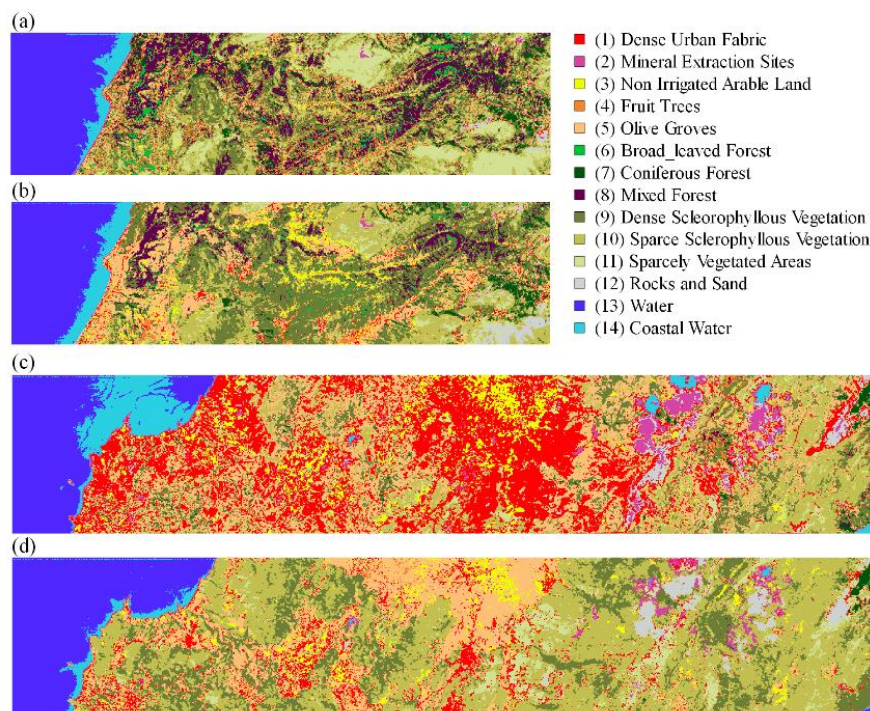 (a)
(b)
(c)
(d)
(1) Dense Urban Fabric
(2) Mineral Extraction Sites
(3) Non Irrigated Arable Land
(4) Fruit Trees
(5) Olive Groves
(6) Broad_leaved Forest
(7) Coniferous Forest
(8) Mixed Forest
(9) Dense Scleorophyllous Vegetation
(10) Sparce Sclerophyllous Vegetation
(11) Sparcely Vegetated Areas
(12) Rocks and Sand
(13) Water
(14) Coastal Water